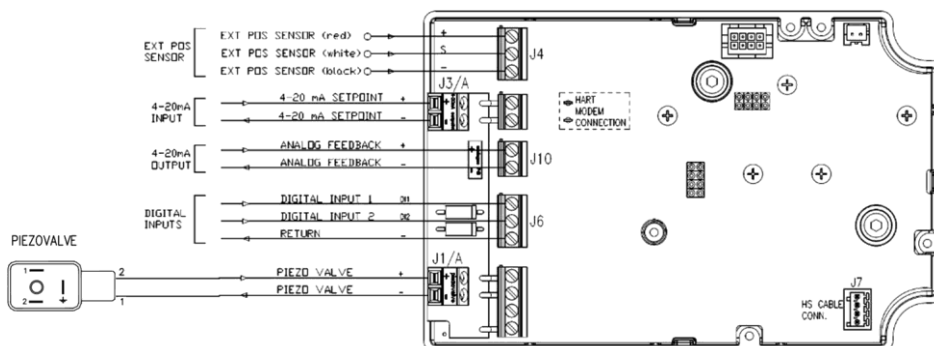 EXT POS SENSOR
EXT POS SENSOR (red) +
EXT POS SENSOR (white) S
EXT POS SENSOR (black) -
J4
J3/A
4-20mA INPUT
4-20 mA SETPOINT +
4-20 mA SETPOINT -
HART MODEM CONNECTION
4-20mA OUTPUT
ANALOG FEEDBACK +
ANALOG FEEDBACK -
J10
DIGITAL INPUTS
DIGITAL INPUT 1 DI1
DIGITAL INPUT 2 DI2
RETURN -
J6
PIEZOVALVE
J1/A
PIEZO VALVE +
PIEZO VALVE -
1
2
2
1
J7
HS CABLE CONN.